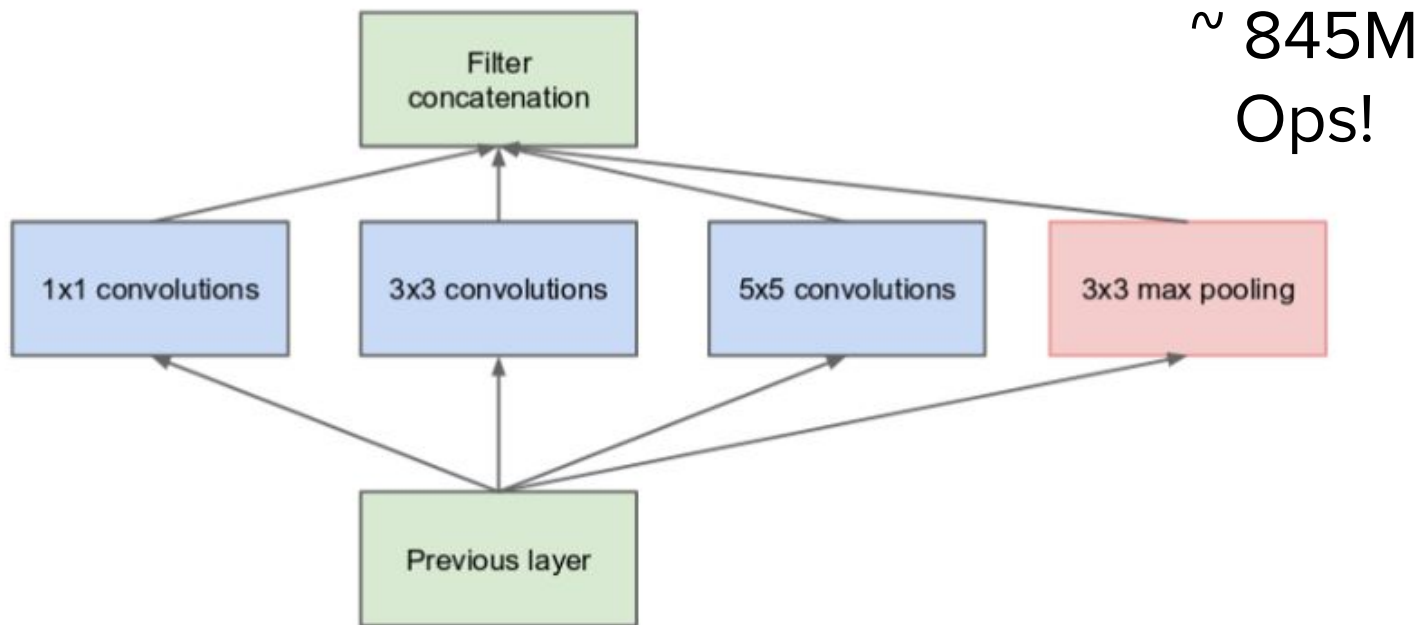 ~ 845M
Ops!
Filter
concatenation
1x1 convolutions
3x3 convolutions
5x5 convolutions
3x3 max pooling
Previous layer